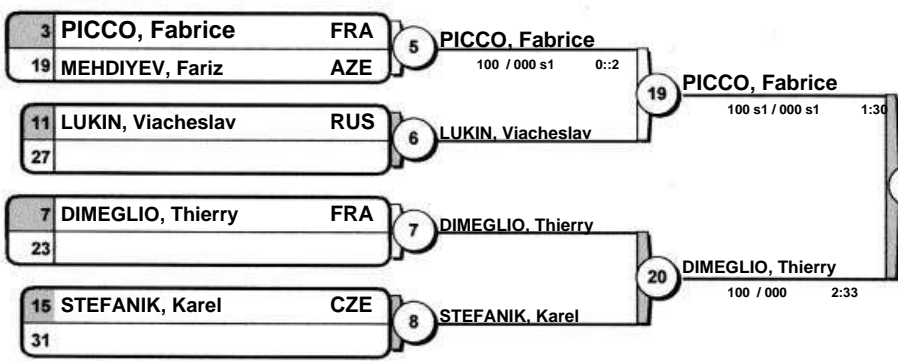 3 PICCO, Fabrice FRA
19 MEHDIYEV, Fariz AZE
5 PICCO, Fabrice
100 / 000 s1 0::2
11 LUKIN, Viacheslav RUS
27
6 LUKIN, Viacheslav
19 PICCO, Fabrice
100 s1 / 000 s1 1:30
7 DIMEGLIO, Thierry FRA
23
7 DIMEGLIO, Thierry
15 STEFANIK, Karel CZE
31
8 STEFANIK, Karel
20 DIMEGLIO, Thierry
100 / 000 2:33